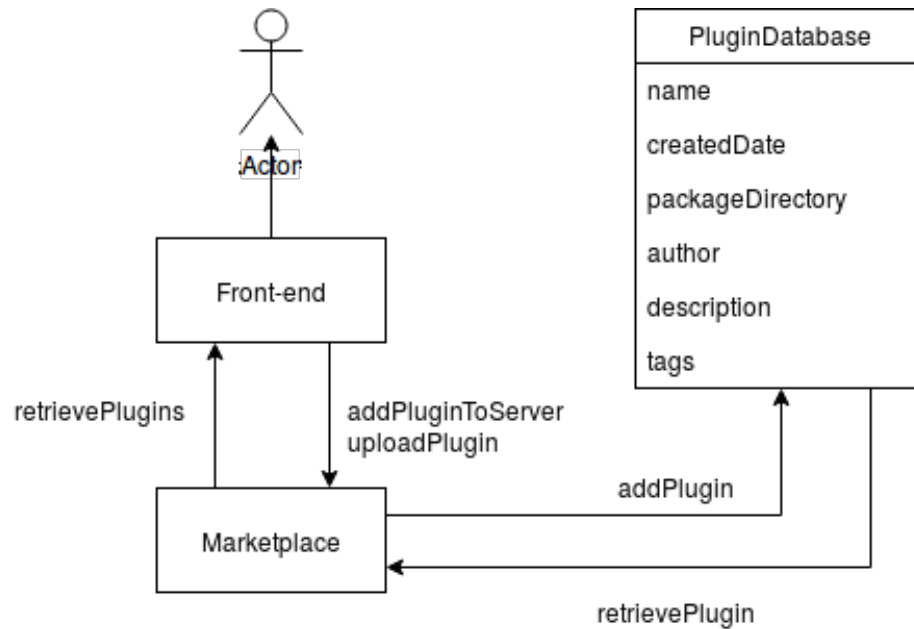 PluginDatabase
name
createdDate
packageDirectory
author
description
tags
:Actor
Front-end
retrievePlugins
addPluginToServer
uploadPlugin
addPlugin
Marketplace
retrievePlugin